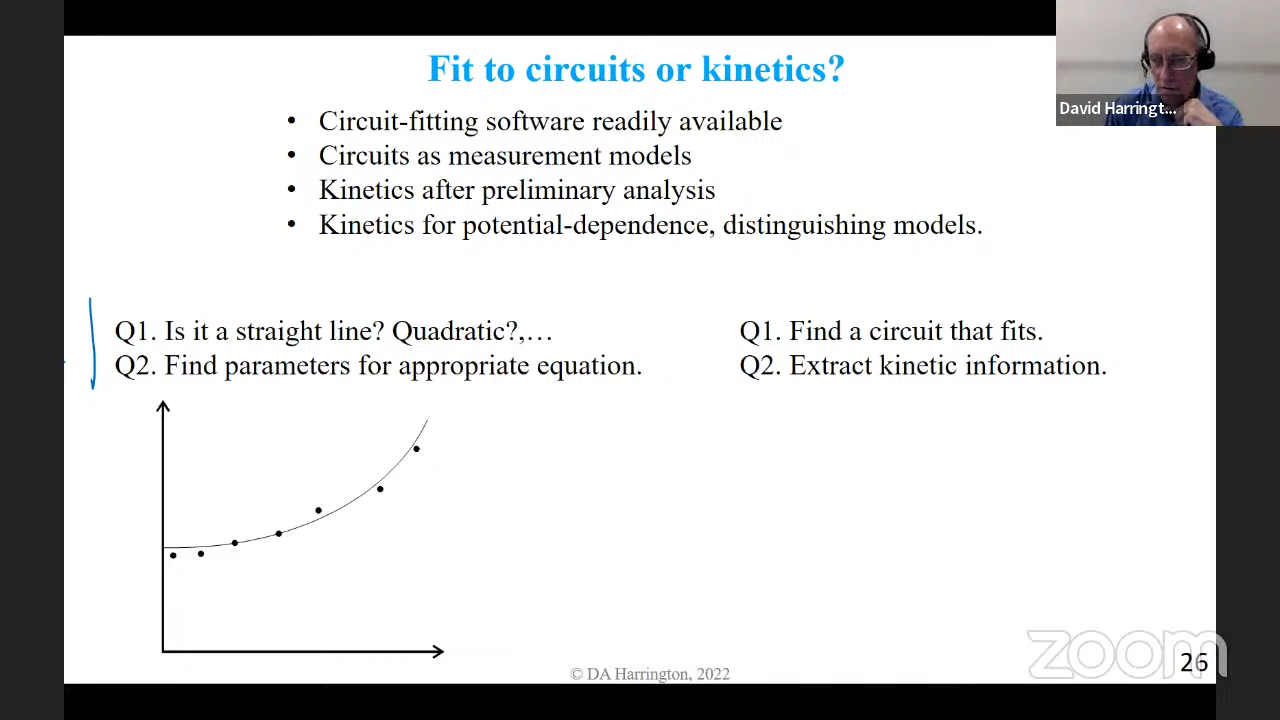 Fit to circuits or kinetics?
• Circuit-fitting software readily available
• Circuits as measurement models
• Kinetics after preliminary analysis
• Kinetics for potential-dependence, distinguishing models.
Q1. Is it a straight line? Quadratic?,…
Q2. Find parameters for appropriate equation.
Q1. Find a circuit that fits.
Q2. Extract kinetic information.
© DA Harrington, 2022
David Harringt...
zoom
26